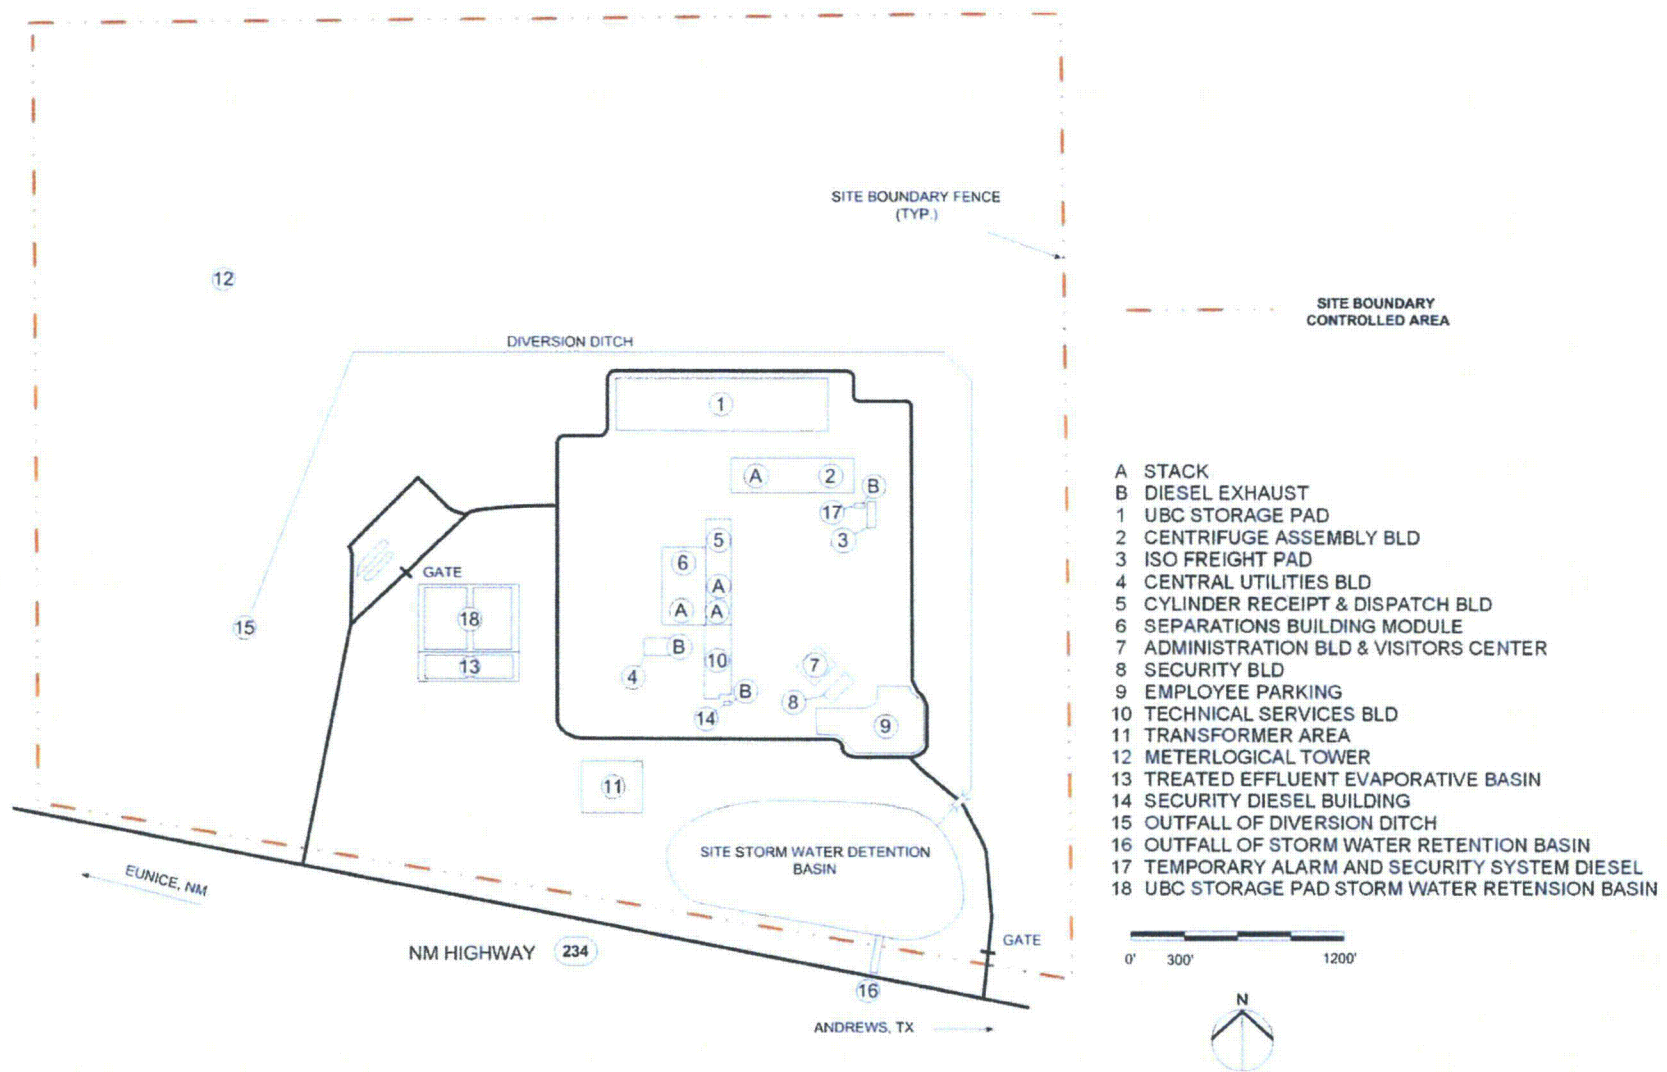 SITE BOUNDARY FENCE
(TYP.)
12
SITE BOUNDARY
CONTROLLED AREA
DIVERSION DITCH
1
A
2
B
17
3
5
6
A
A
A
GATE
18
13
15
B
4
10
7
B
8
14
9
11
SITE STORM WATER DETENTION
BASIN
EUNICE, NM
NM HIGHWAY 234
GATE
16
ANDREWS, TX
A STACK
B DIESEL EXHAUST
1 UBC STORAGE PAD
2 CENTRIFUGE ASSEMBLY BLD
3 ISO FREIGHT PAD
4 CENTRAL UTILITIES BLD
5 CYLINDER RECEIPT & DISPATCH BLD
6 SEPARATIONS BUILDING MODULE
7 ADMINISTRATION BLD & VISITORS CENTER
8 SECURITY BLD
9 EMPLOYEE PARKING
10 TECHNICAL SERVICES BLD
11 TRANSFORMER AREA
12 METERLOGICAL TOWER
13 TREATED EFFLUENT EVAPORATIVE BASIN
14 SECURITY DIESEL BUILDING
15 OUTFALL OF DIVERSION DITCH
16 OUTFALL OF STORM WATER RETENTION BASIN
17 TEMPORARY ALARM AND SECURITY SYSTEM DIESEL
18 UBC STORAGE PAD STORM WATER RETENSION BASIN
0' 300' 1200'
N